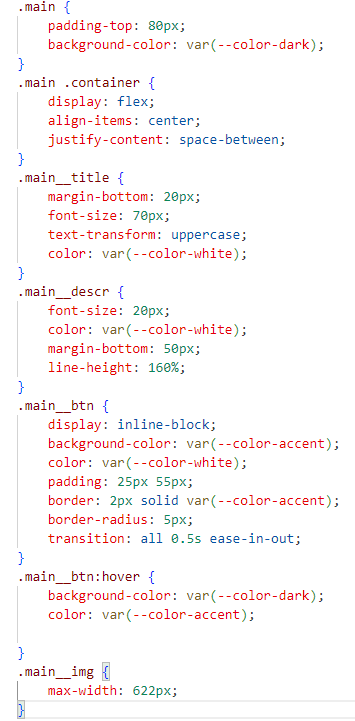 .main {
    padding-top: 80px;
    background-color: var(--color-dark);
}
.main .container {
    display: flex;
    align-items: center;
    justify-content: space-between;
}
.main__title {
    margin-bottom: 20px;
    font-size: 70px;
    text-transform: uppercase;
    color: var(--color-white);
}
.main__descr {
    font-size: 20px;
    color: var(--color-white);
    margin-bottom: 50px;
    line-height: 160%;
}
.main__btn {
    display: inline-block;
    background-color: var(--color-accent);
    color: var(--color-white);
    padding: 25px 55px;
    border: 2px solid var(--color-accent);
    border-radius: 5px;
    transition: all 0.5s ease-in-out;
}
.main__btn:hover {
    background-color: var(--color-dark);
    color: var(--color-accent);

}
.main__img {
    max-width: 622px;
}